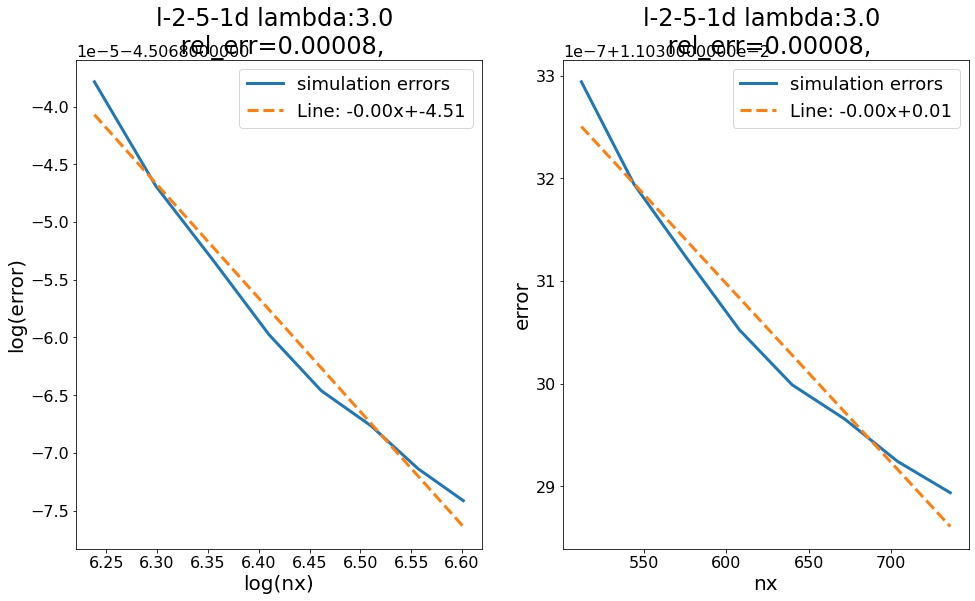 l-2-5-1d lambda:3.0
rel_err=0.00008,
1e−5−4.5068000000
simulation errors
Line: -0.00x+-4.51
−4.0
−4.5
−5.0
−5.5
−6.0
−6.5
−7.0
−7.5
log(error)
6.25 6.30 6.35 6.40 6.45 6.50 6.55 6.60
log(nx)
l-2-5-1d lambda:3.0
rel_err=0.00008,
1e−7+1.1030000000e−2
simulation errors
Line: -0.00x+0.01
33
32
31
30
29
error
550 600 650 700
nx